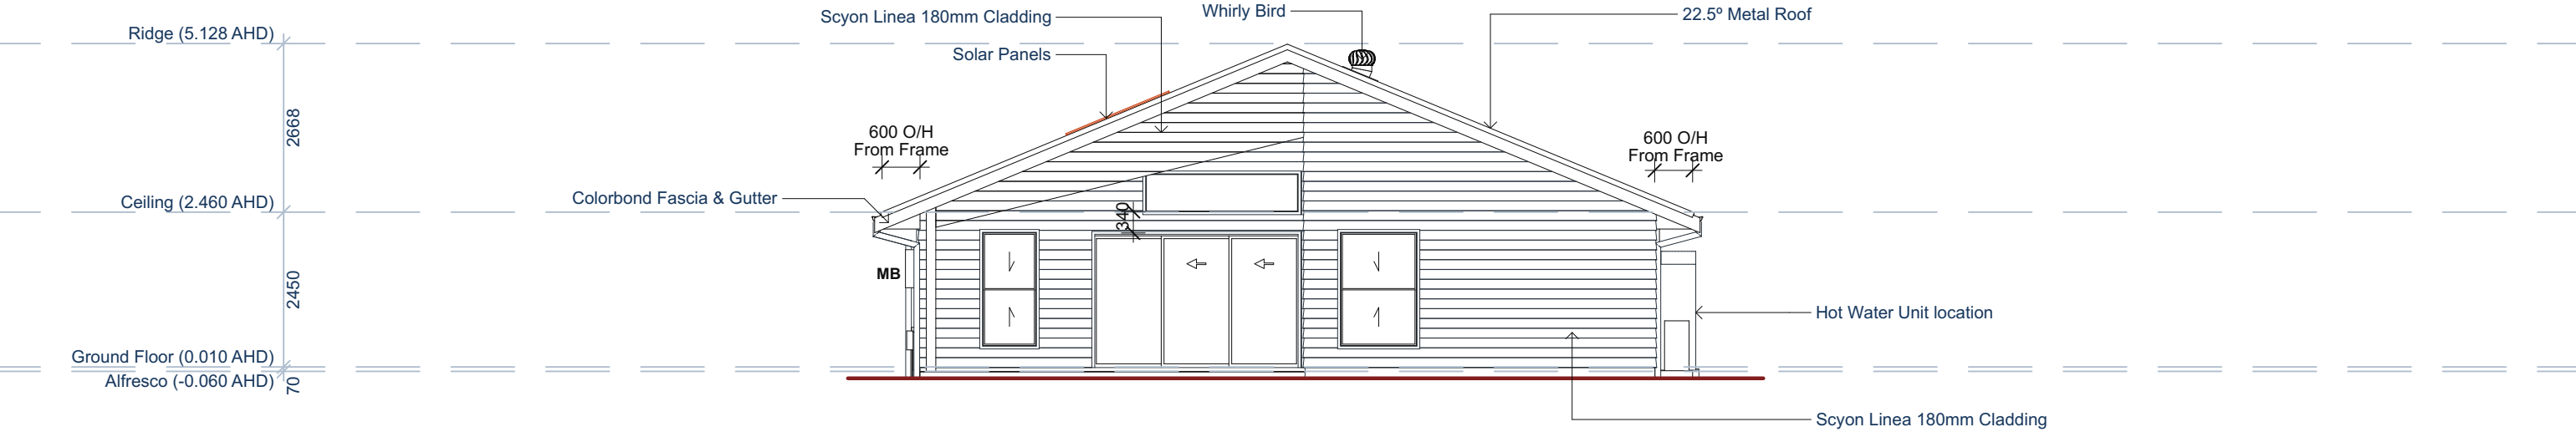 Scyon Linea 180mm Cladding
Whirly Bird
22.5º Metal Roof
Ridge (5.128 AHD)
Solar Panels
2668
600 O/H
From Frame
600 O/H
From Frame
Ceiling (2.460 AHD)
Colorbond Fascia & Gutter
340
MB
2450
Hot Water Unit location
Ground Floor (0.010 AHD)
Alfresco (-0.060 AHD)
70
Scyon Linea 180mm Cladding